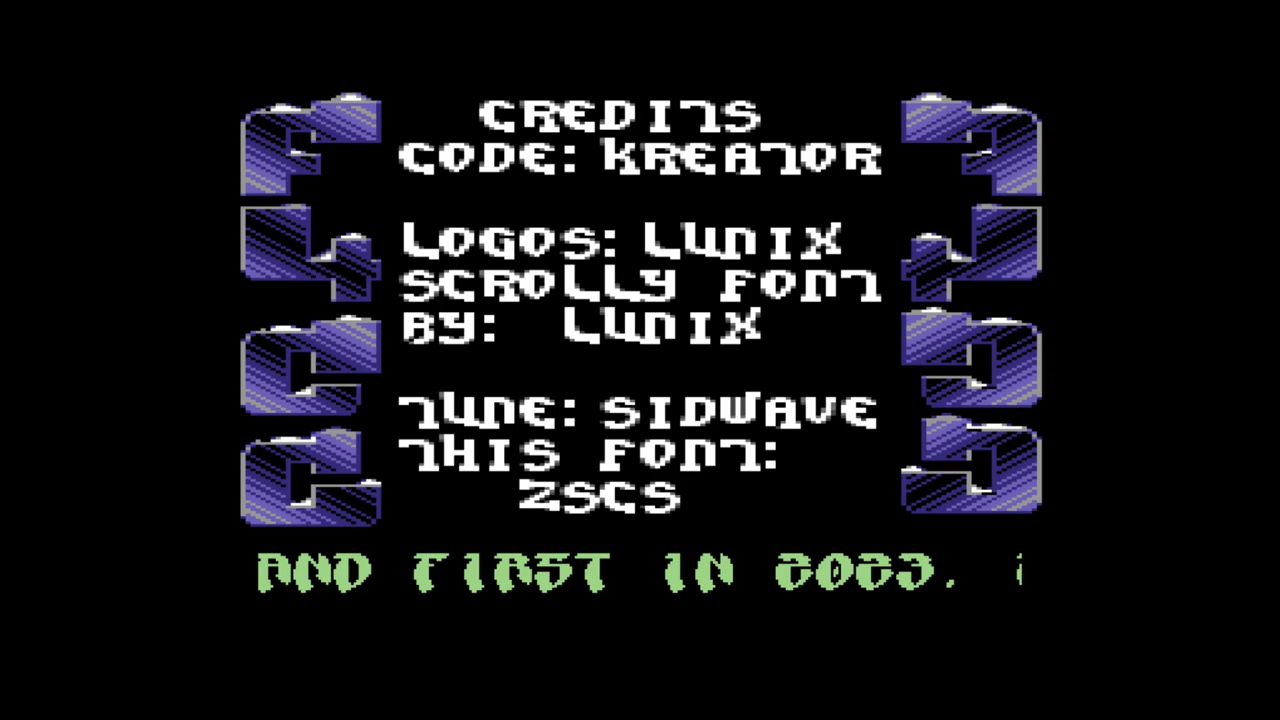 CREDITS
CODE: KREATOR
LOGOS: LUNIX
SCROLLY FONT
BY: LUNIX
TUNE: SIDWAVE
THIS FONT:
ZSCS
AND FIRST IN 2023.